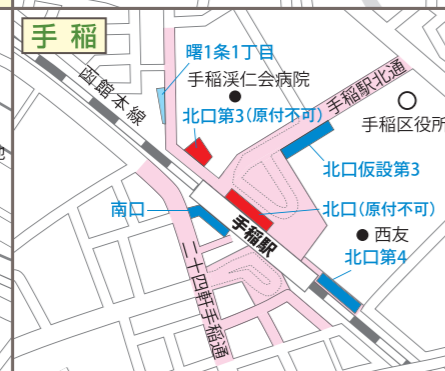 手稲
曙1条1丁目
手稲渓仁会病院
北口第3(原付不可)
函館本線
手稲駅北通
手稲区役所
北口仮設第3
南口
北口(原付不可)
手稲駅
西友
北口第4
二十四軒手稲通